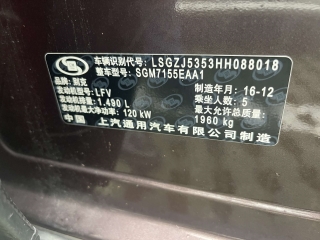 车辆识别代号: LSGZJ5353HH088018
整车型号: SGM7155EAA1
品牌: 别克 制造年月: 16-12
发动机型号: LFV 乘坐人数: 5
发动机排量: 1.490 L 最大允许总质量:
发动机最大净功率: 120 kW 1960 kg
中国 上汽通用汽车有限公司制造